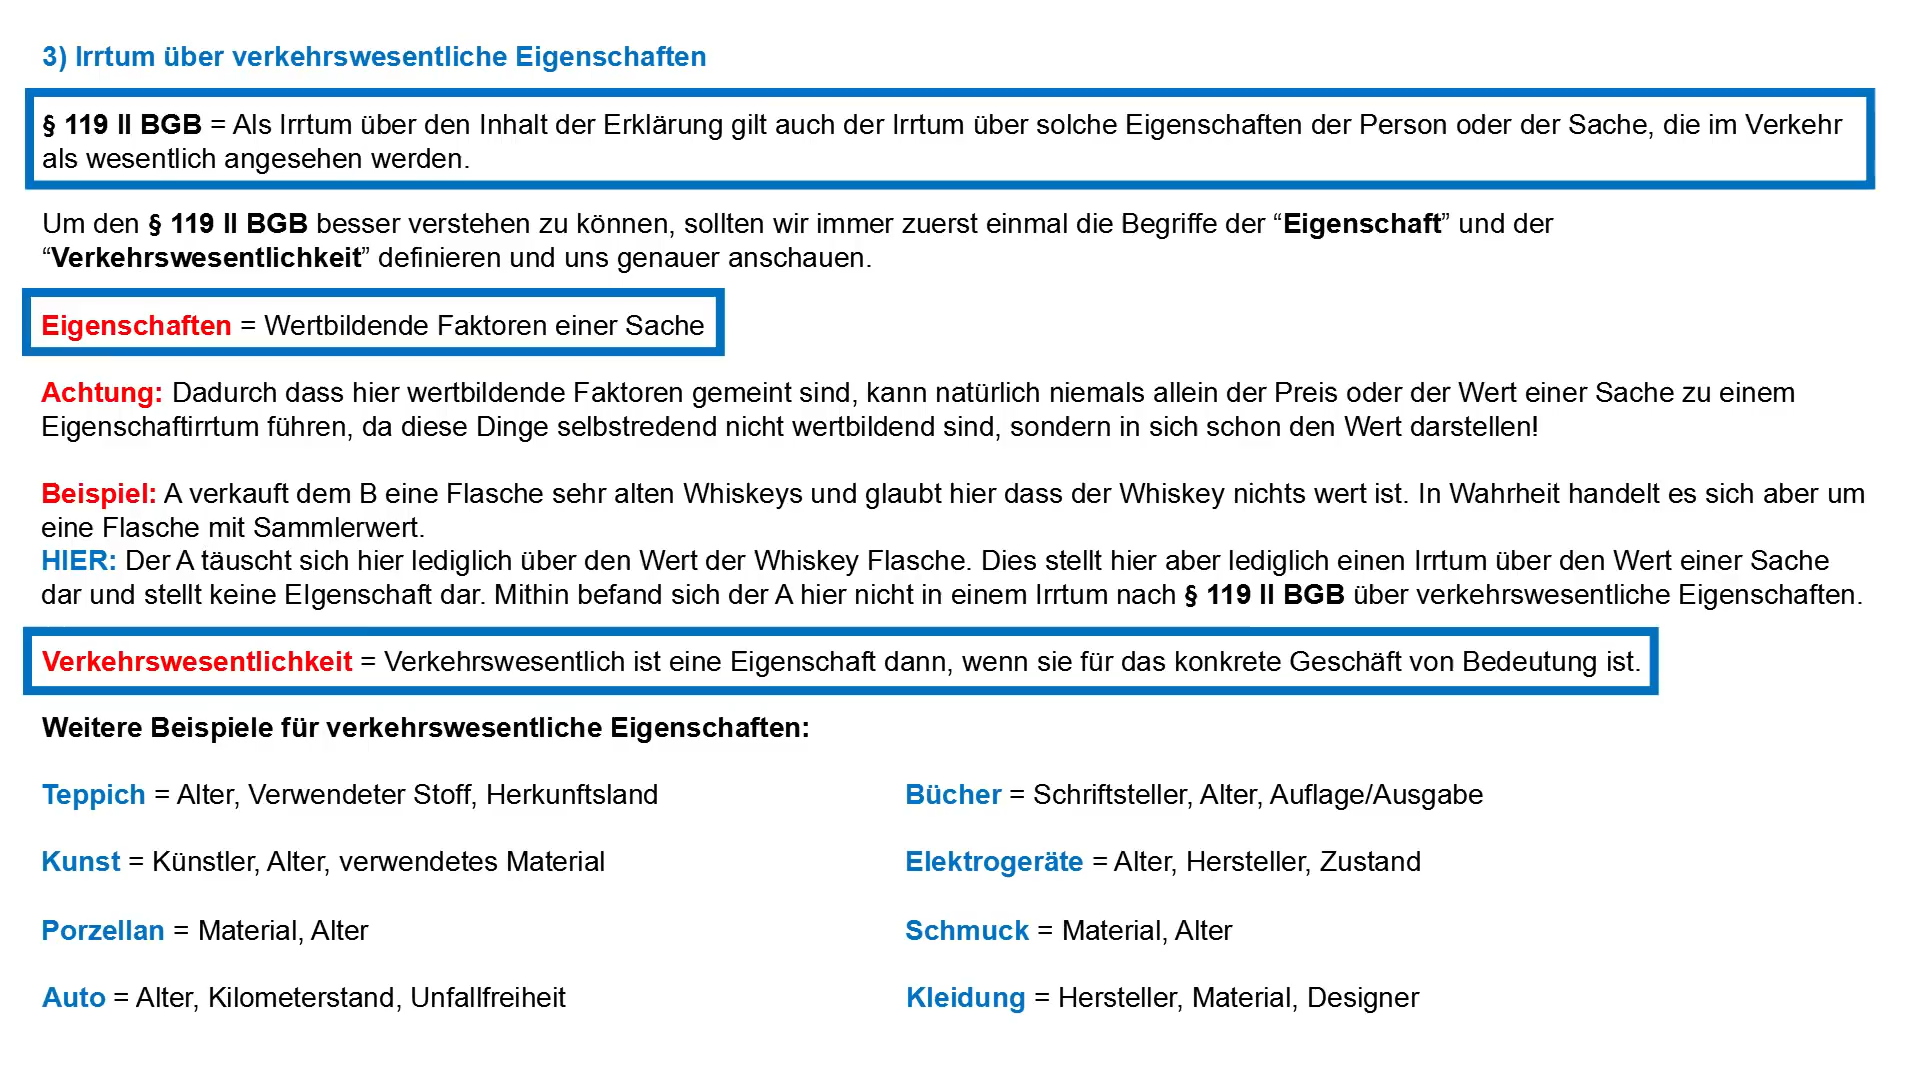 3) Irrtum über verkehrswesentliche Eigenschaften
§ 119 II BGB = Als Irrtum über den Inhalt der Erklärung gilt auch der Irrtum über solche Eigenschaften der Person oder der Sache, die im Verkehr
als wesentlich angesehen werden.
Um den § 119 II BGB besser verstehen zu können, sollten wir immer zuerst einmal die Begriffe der “Eigenschaft” und der
“Verkehrswesentlichkeit” definieren und uns genauer anschauen.
Eigenschaften = Wertbildende Faktoren einer Sache
Achtung: Dadurch dass hier wertbildende Faktoren gemeint sind, kann natürlich niemals allein der Preis oder der Wert einer Sache zu einem
Eigenschaftirrtum führen, da diese Dinge selbstredend nicht wertbildend sind, sondern in sich schon den Wert darstellen!
Beispiel: A verkauft dem B eine Flasche sehr alten Whiskeys und glaubt hier dass der Whiskey nichts wert ist. In Wahrheit handelt es sich aber um
eine Flasche mit Sammlerwert.
HIER: Der A täuscht sich hier lediglich über den Wert der Whiskey Flasche. Dies stellt hier aber lediglich einen Irrtum über den Wert einer Sache
dar und stellt keine EIgenschaft dar. Mithin befand sich der A hier nicht in einem Irrtum nach § 119 II BGB über verkehrswesentliche Eigenschaften.
Verkehrswesentlichkeit = Verkehrswesentlich ist eine Eigenschaft dann, wenn sie für das konkrete Geschäft von Bedeutung ist.
Weitere Beispiele für verkehrswesentliche Eigenschaften:
Teppich = Alter, Verwendeter Stoff, Herkunftsland
Kunst = Künstler, Alter, verwendetes Material
Porzellan = Material, Alter
Auto = Alter, Kilometerstand, Unfallfreiheit
Bücher = Schriftsteller, Alter, Auflage/Ausgabe
Elektrogeräte = Alter, Hersteller, Zustand
Schmuck = Material, Alter
Kleidung = Hersteller, Material, Designer